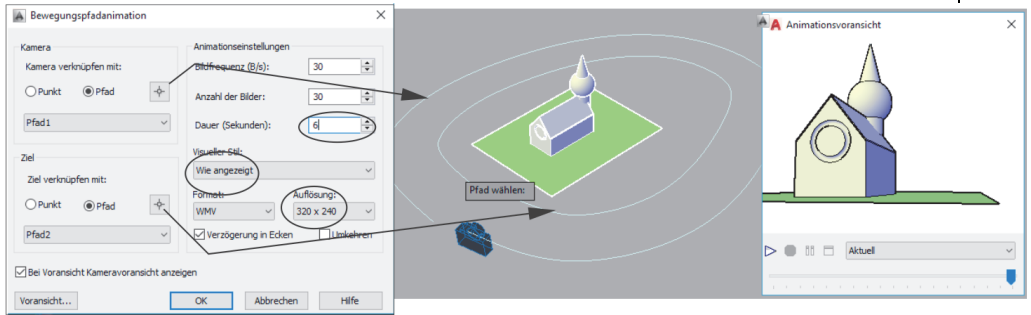 Bewegungspfadanimation
Kamera
Kamera verknüpfen mit:
Punkt Pfad
Pfad1
Ziel
Ziel verknüpfen mit:
Punkt Pfad
Pfad2
Animationseinstellungen
Bildfrequenz (B/s): 30
Anzahl der Bilder: 30
Dauer (Sekunden): 6
Visueller Stil:
Wie angezeigt
Format: Auflösung:
WMV 320 x 240
Verzögerung in Ecken Umkehren
Bei Voransicht Kameravoransicht anzeigen
Voransicht... OK Abbrechen Hilfe
Pfad wählen:
Animationsvoransicht
Aktuell